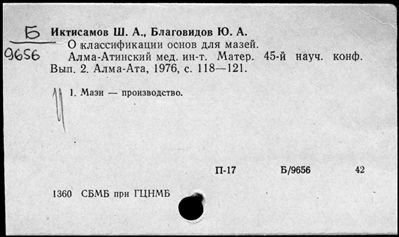 Б
9656
Иктисамов Ш. А., Благовидов Ю. А.
О классификации основ для мазей.
Алма-Атинский мед. ин-т. Матер. 45-й науч. конф.
Вып. 2. Алма-Ата, 1976, с. 118—121.
1. Мази — производство.
П-17 Б/9656 42
1360 СБМБ при ГЦНМБ